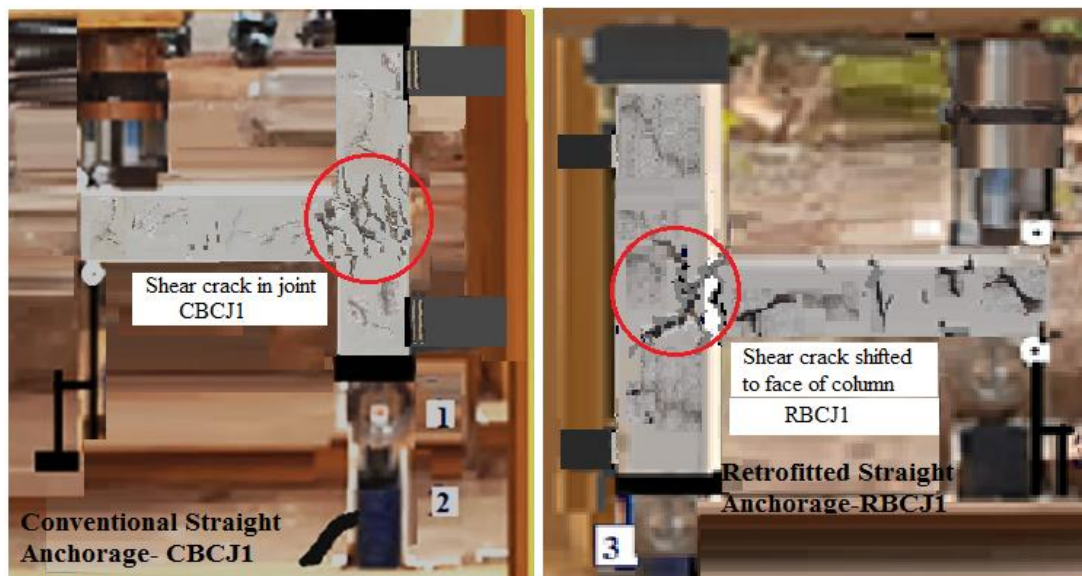 Shear crack in joint
CBCJ1
1
2
Conventional Straight
Anchorage- CBCJ1
Shear crack shifted
to face of column
RBCJ1
Retrofitted Straight
Anchorage-RBCJ1
3